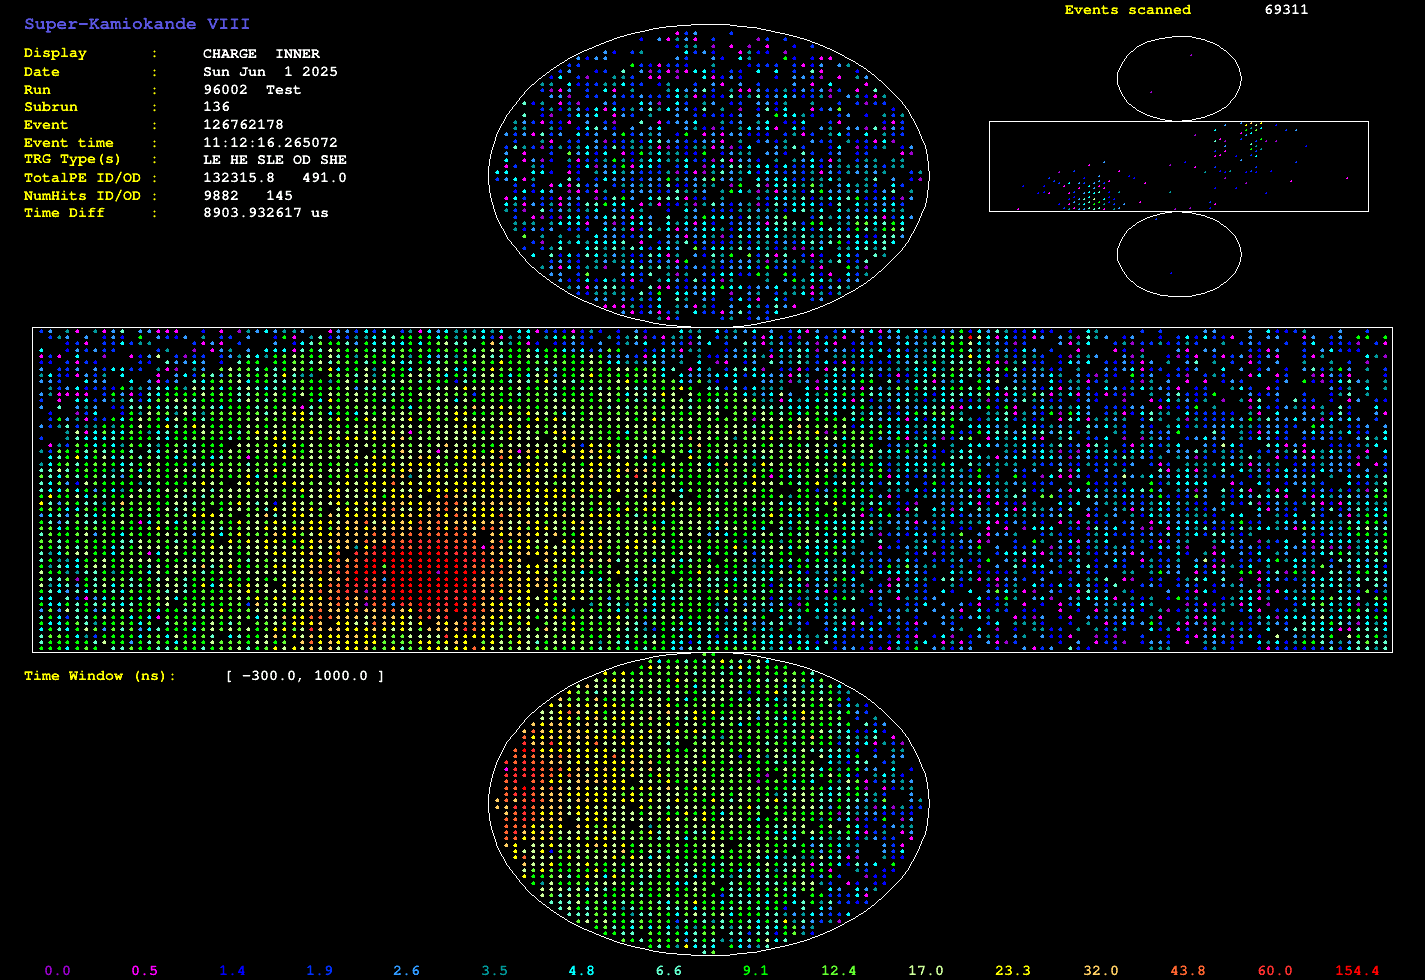 Super-Kamiokande VIII
Events scanned 69311
Display : CHARGE INNER
Date : Sun Jun 1 2025
Run : 96002 Test
Subrun : 136
Event : 126762178
Event time : 11:12:16.265072
TRG Type(s) : LE HE SLE OD SHE
TotalPE ID/OD : 132315.8 491.0
NumHits ID/OD : 9882 145
Time Diff : 8903.932617 us
Time Window (ns): [ -300.0, 1000.0 ]
0.0 0.5 1.4 1.9 2.6 3.5 4.8 6.6 9.1 12.4 17.0 23.3 32.0 43.8 60.0 154.4